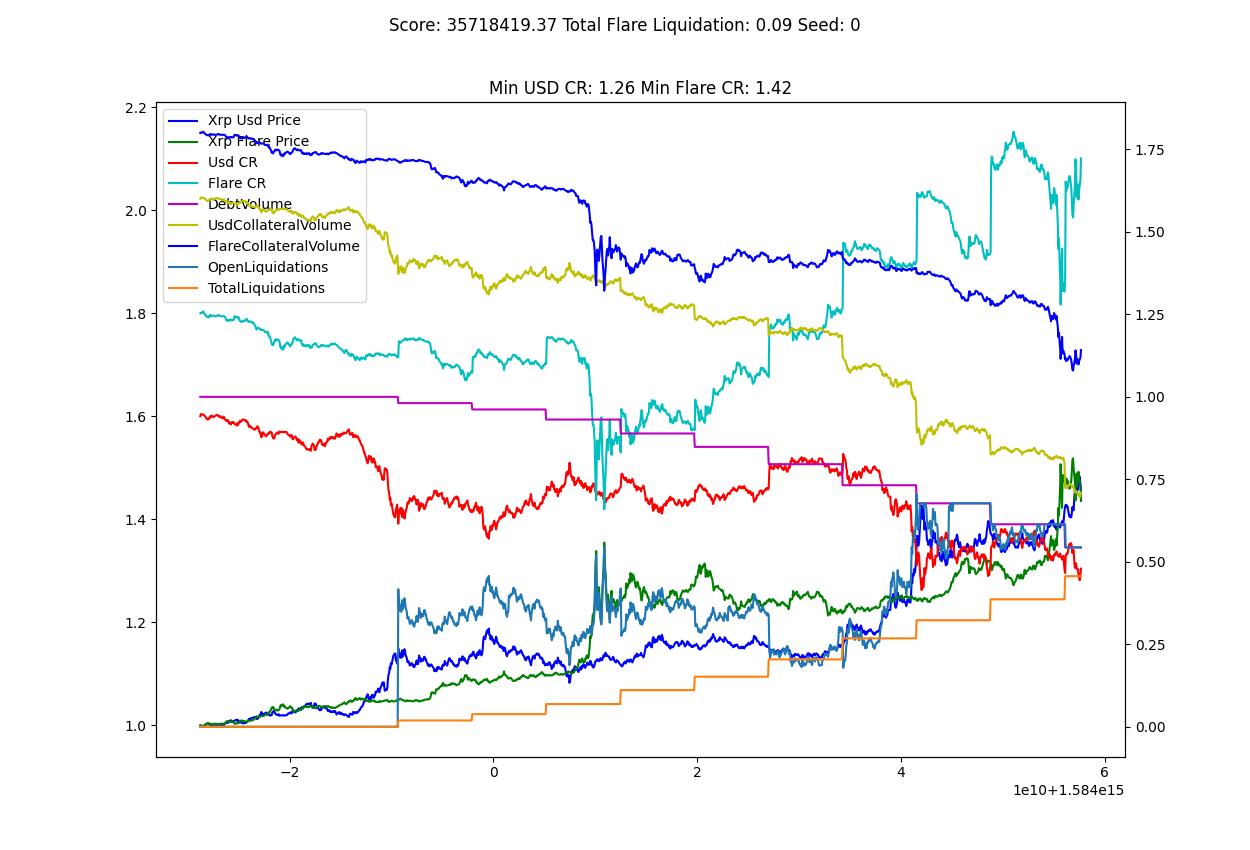 Score: 35718419.37 Total Flare Liquidation: 0.09 Seed: 0
Min USD CR: 1.26 Min Flare CR: 1.42
Xrp Usd Price
Xrp Flare Price
Usd CR
Flare CR
DebtVolume
UsdCollateralVolume
FlareCollateralVolume
OpenLiquidations
TotalLiquidations
2.2
2.0
1.8
1.6
1.4
1.2
1.0
1.75
1.50
1.25
1.00
0.75
0.50
0.25
0.00
−2 0 2 4 6
1e10+1.584e15